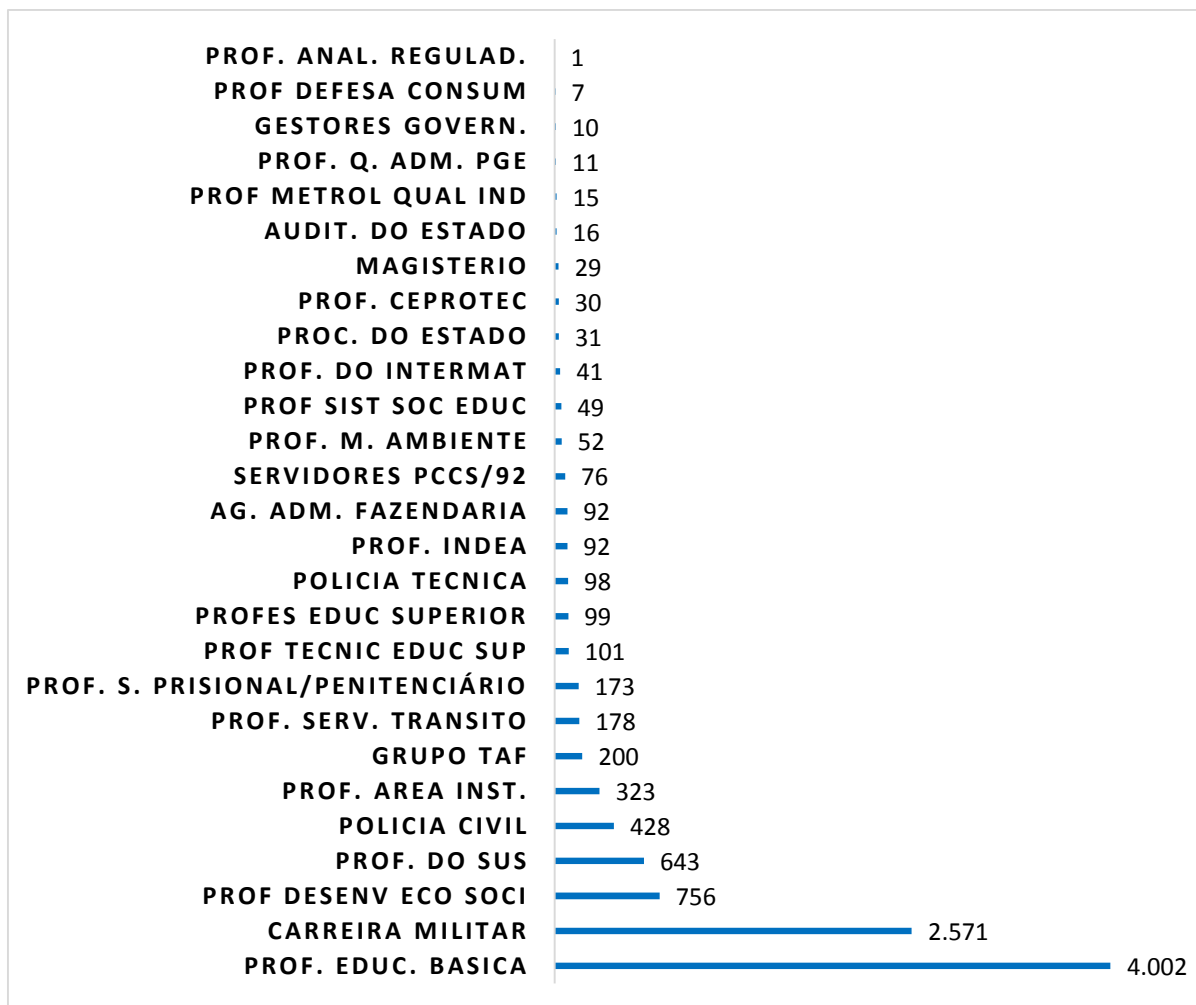 PROF. ANAL. REGULAD. 1
PROF DEFESA CONSUM 7
GESTORES GOVERN. 10
PROF. Q. ADM. PGE 11
PROF METROL QUAL IND 15
AUDIT. DO ESTADO 16
MAGISTERIO 29
PROF. CEPROTEC 30
PROC. DO ESTADO 31
PROF. DO INTERMAT 41
PROF SIST SOC EDUC 49
PROF. M. AMBIENTE 52
SERVIDORES PCCS/92 76
AG. ADM. FAZENDARIA 92
PROF. INDEA 92
POLICIA TECNICA 98
PROFES EDUC SUPERIOR 99
PROF TECNIC EDUC SUP 101
PROF. S. PRISIONAL/PENITENCIÁRIO 173
PROF. SERV. TRANSITO 178
GRUPO TAF 200
PROF. AREA INST. 323
POLICIA CIVIL 428
PROF. DO SUS 643
PROF DESENV ECO SOCI 756
CARREIRA MILITAR 2.571
PROF. EDUC. BASICA 4.002